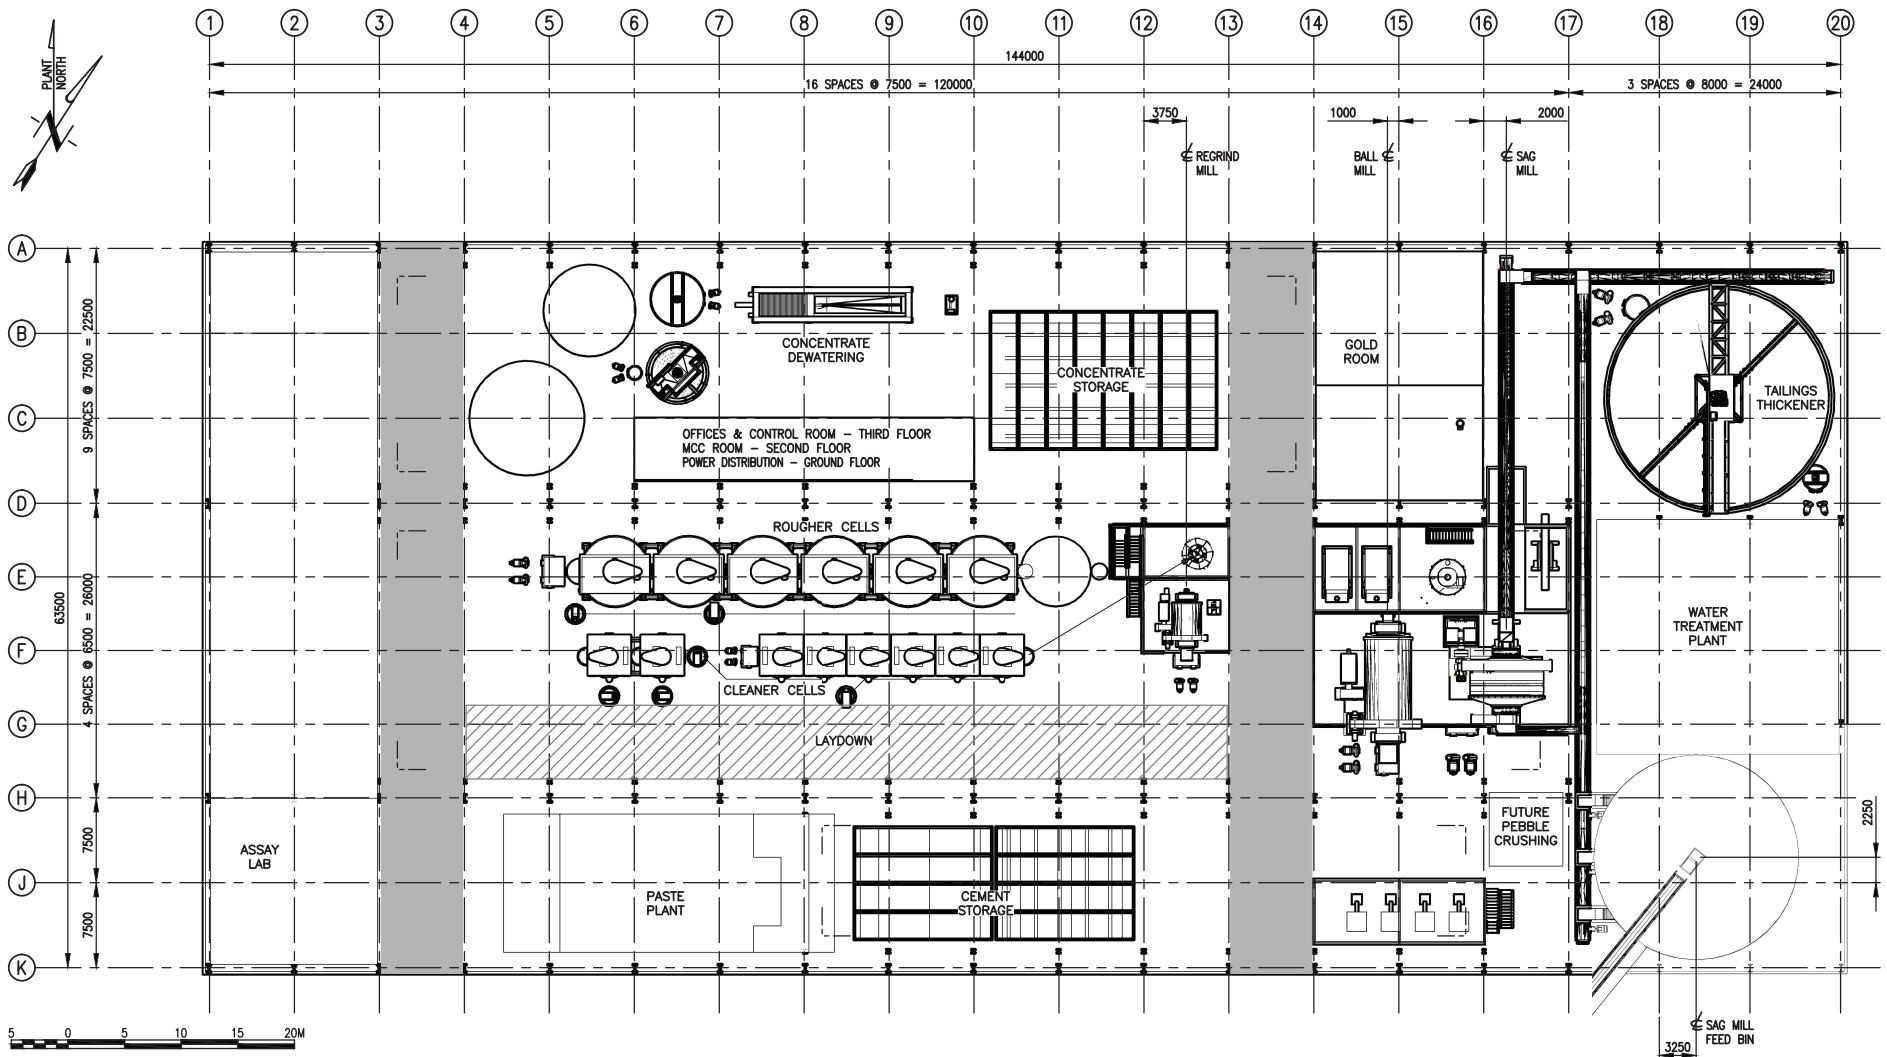 1 2 3 4 5 6 7 8 9 10 11 12 13 14 15 16 17 18 19 20
PLANT
NORTH
N
144000
16 SPACES @ 7500 = 120000
3 SPACES @ 8000 = 24000
3750
1000
2000
℄ REGRIND
MILL
BALL ℄
MILL
℄ SAG
MILL
A
B
C
D
E
F
G
H
J
K
9 SPACES @ 7500 = 22500
63500
4 SPACES @ 6500 = 26000
7500
7500
CONCENTRATE
DEWATERING
CONCENTRATE
STORAGE
GOLD
ROOM
TAILINGS
THICKENER
OFFICES & CONTROL ROOM – THIRD FLOOR
MCC ROOM – SECOND FLOOR
POWER DISTRIBUTION – GROUND FLOOR
ROUGHER CELLS
CLEANER CELLS
WATER
TREATMENT
PLANT
LAYDOWN
ASSAY
LAB
PASTE
PLANT
CEMENT
STORAGE
FUTURE
PEBBLE
CRUSHING
2250
℄ SAG MILL
FEED BIN
3250
5 0 5 10 15 20M